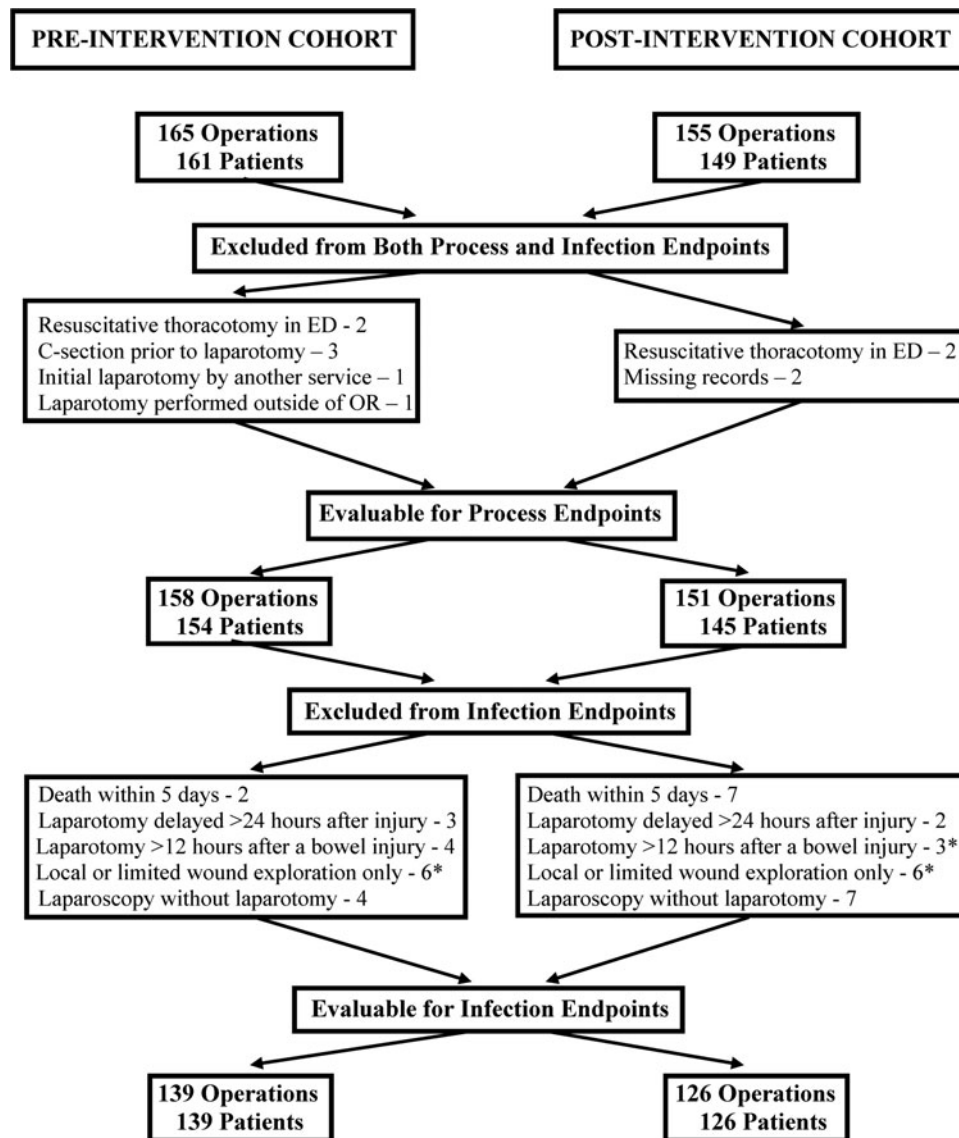 PRE-INTERVENTION COHORT
POST-INTERVENTION COHORT
165 Operations
161 Patients
155 Operations
149 Patients
Excluded from Both Process and Infection Endpoints
Resuscitative thoracotomy in ED - 2
C-section prior to laparotomy – 3
Initial laparotomy by another service – 1
Laparotomy performed outside of OR – 1
Resuscitative thoracotomy in ED – 2
Missing records – 2
Evaluable for Process Endpoints
158 Operations
154 Patients
151 Operations
145 Patients
Excluded from Infection Endpoints
Death within 5 days - 2
Laparotomy delayed >24 hours after injury - 3
Laparotomy >12 hours after a bowel injury - 4
Local or limited wound exploration only - 6*
Laparoscopy without laparotomy - 4
Death within 5 days - 7
Laparotomy delayed >24 hours after injury - 2
Laparotomy >12 hours after a bowel injury - 3*
Local or limited wound exploration only - 6*
Laparoscopy without laparotomy - 7
Evaluable for Infection Endpoints
139 Operations
139 Patients
126 Operations
126 Patients